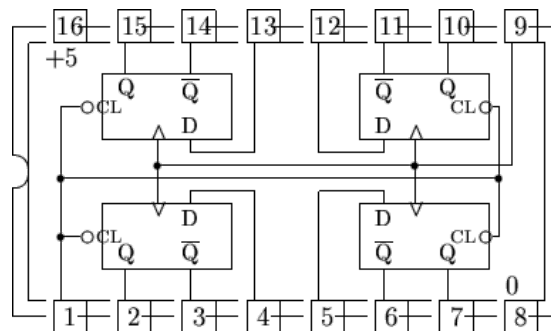 16 15 14 13 12 11 10 9
+5
Q Q̅ Q̅ Q
CL CL
D D
D D
CL Q Q̅ Q̅ CL Q
0
1 2 3 4 5 6 7 8